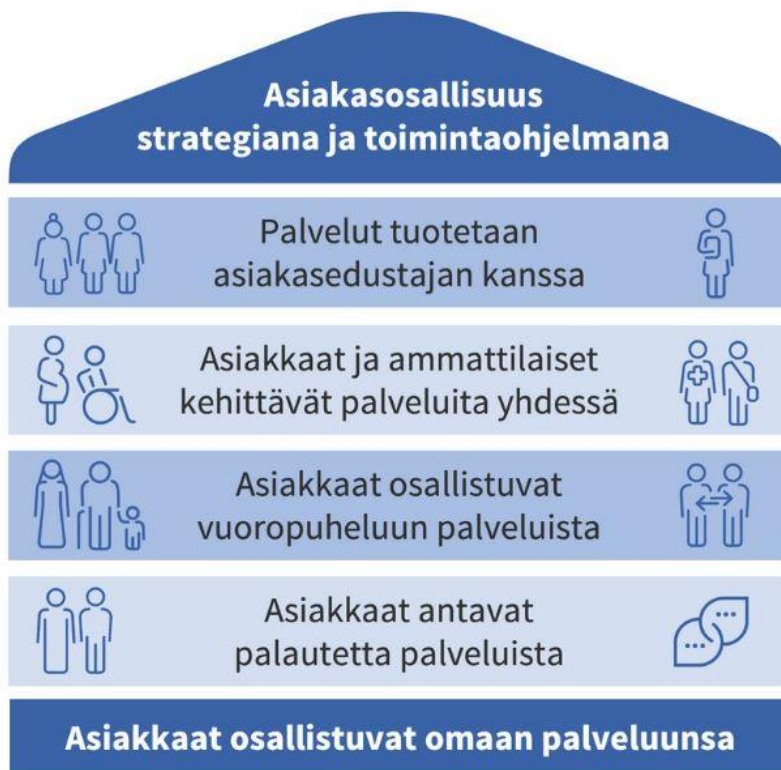 Asiakasosallisuus
strategiana ja toimintaohjelmana
Palvelut tuotetaan
asiakasedustajan kanssa
Asiakkaat ja ammattilaiset
kehittävät palveluita yhdessä
Asiakkaat osallistuvat
vuoropuheluun palveluista
Asiakkaat antavat
palautetta palveluista
Asiakkaat osallistuvat omaan palveluunsa